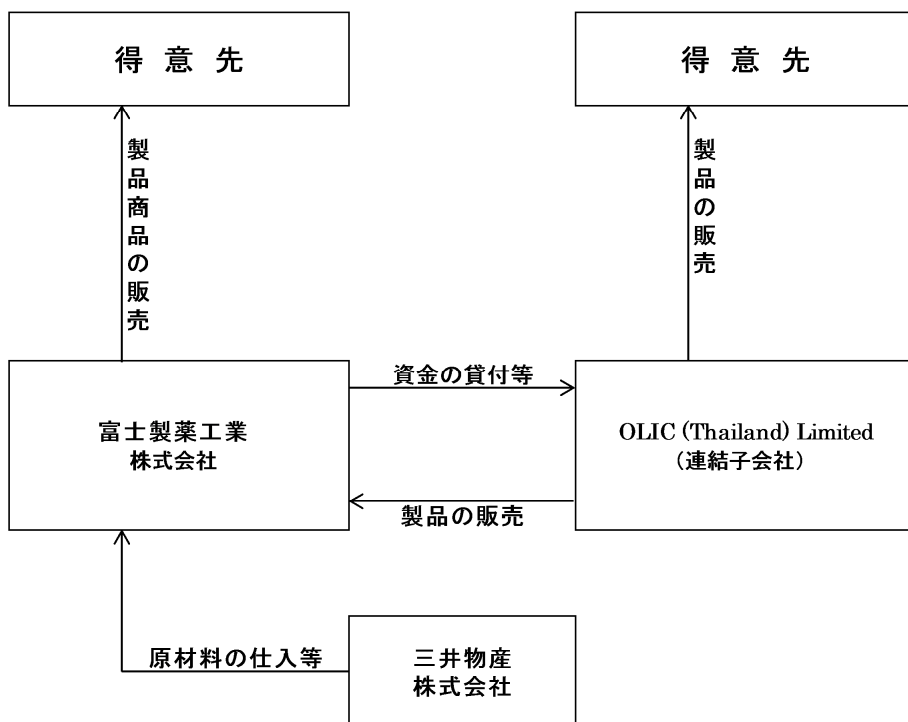 得意先
得意先
製品商品の販売
製品の販売
資金の貸付等
富士製薬工業
株式会社
OLIC (Thailand) Limited
(連結子会社)
製品の販売
原材料の仕入等
三井物産
株式会社